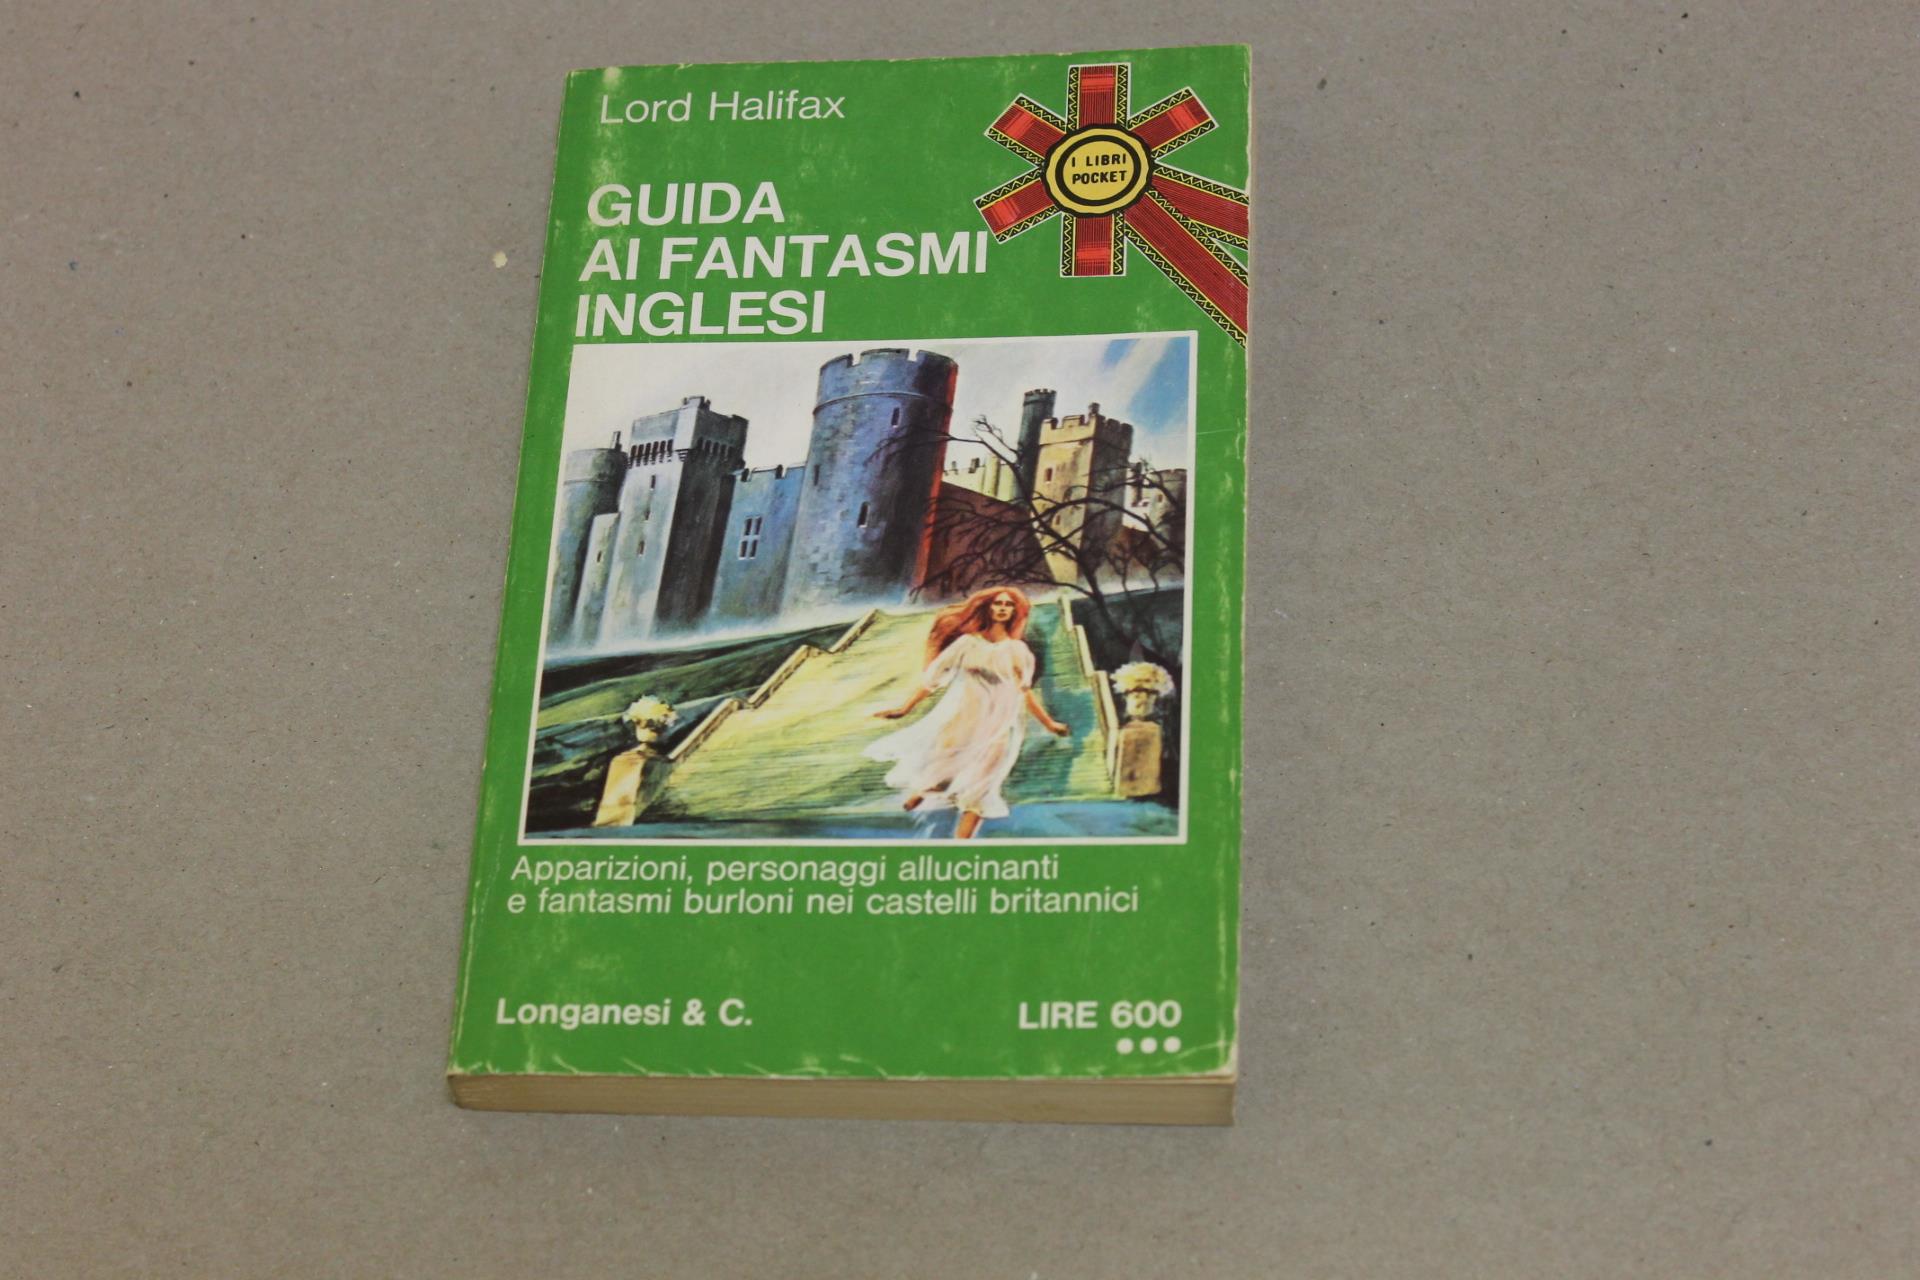 Lord Halifax
I LIBRI
POCKET
GUIDA
AI FANTASMI
INGLESI
Apparizioni, personaggi allucinanti
e fantasmi burloni nei castelli britannici
Longanesi & C.
LIRE 600